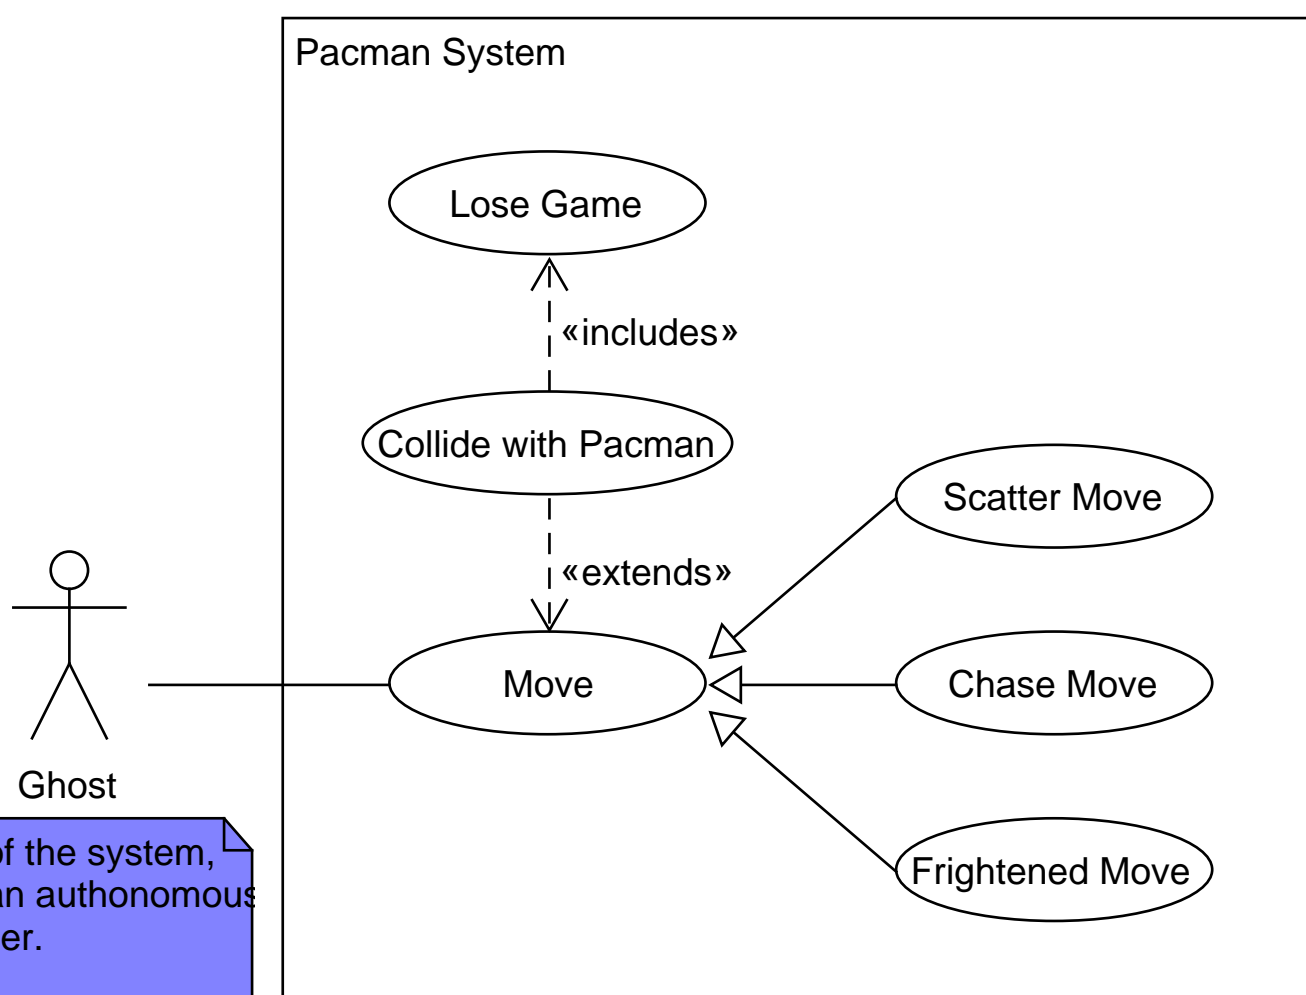 Pacman System
Lose Game
«includes»
Collide with Pacman
Scatter Move
«extends»
Move
Chase Move
Ghost
of the system,
an authonomous
er.
Frightened Move